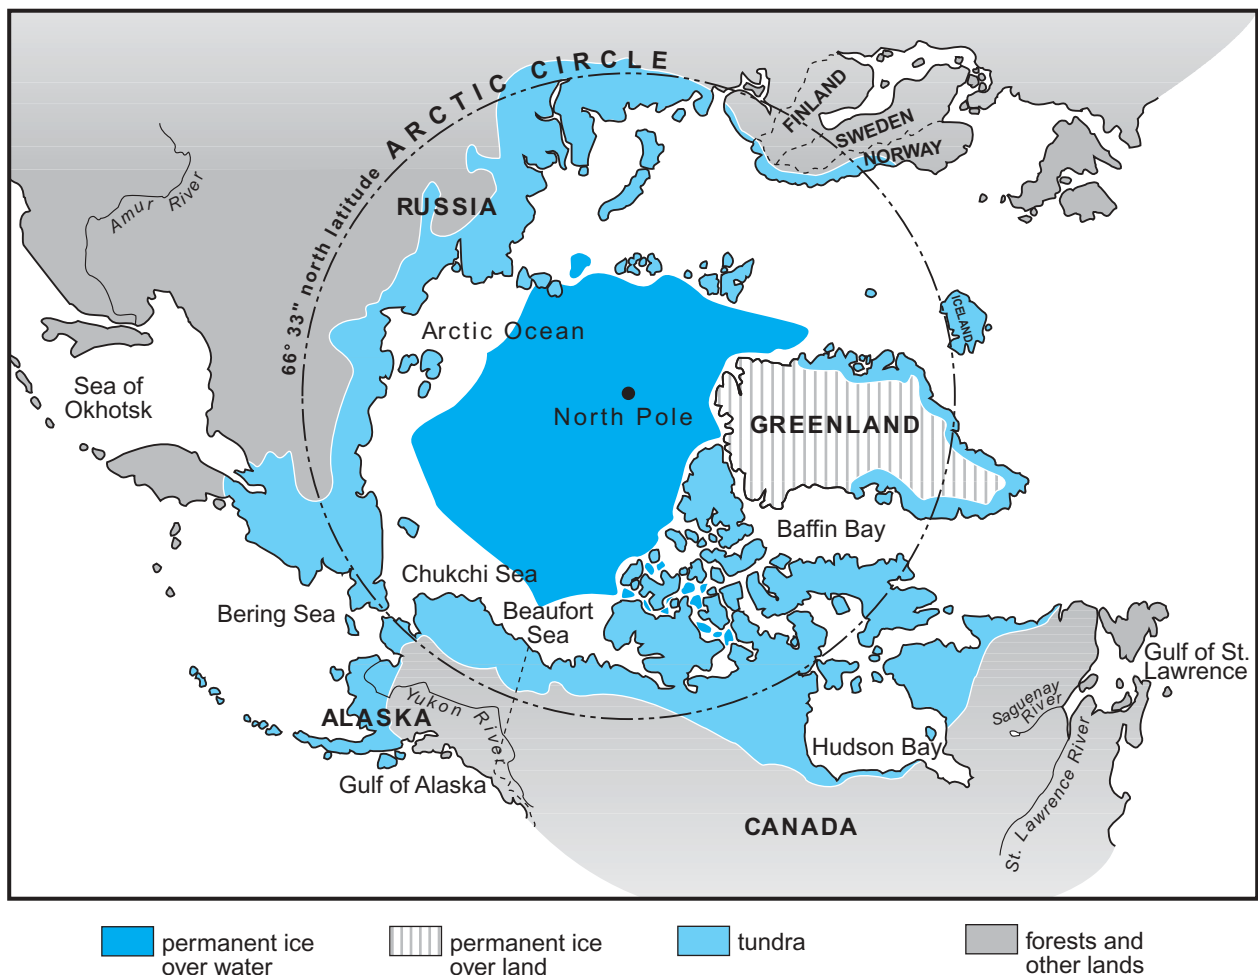 ARCTIC CIRCLE
66° 33" north latitude
FINLAND
SWEDEN
NORWAY
Amur River
RUSSIA
ICELAND
Arctic Ocean
Sea of
Okhotsk
North Pole
GREENLAND
Baffin Bay
Chukchi Sea
Bering Sea
Beaufort
Sea
Gulf of St.
Lawrence
Saguenay
River
ALASKA
Yukon River
Hudson Bay
Gulf of Alaska
St. Lawrence River
CANADA
permanent ice
over water
permanent ice
over land
tundra
forests and
other lands